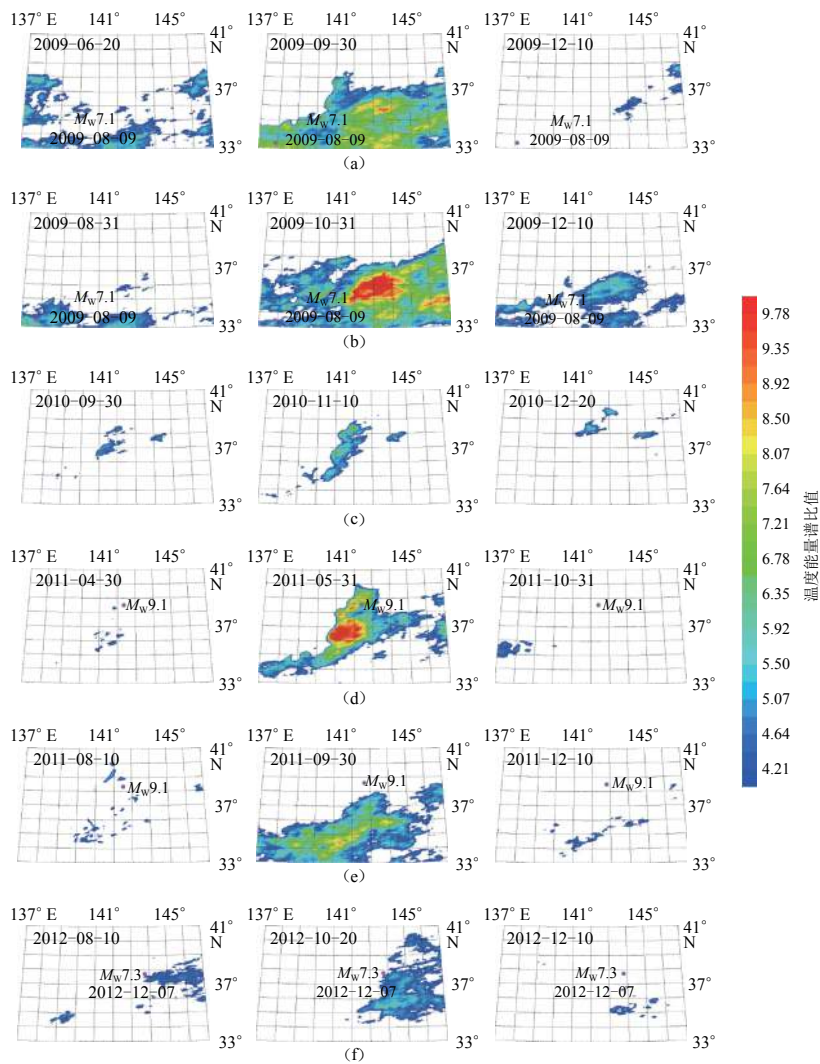 137° E 141° 145° 41° N
137° E 141° 145° 41° N
137° E 141° 145° 41° N
2009-06-20
2009-09-30
2009-12-10
37°
37°
37°
Mw7.1
Mw7.1
Mw7.1
2009-08-09
2009-08-09
2009-08-09
33°
33°
33°
(a)
137° E 141° 145° 41° N
137° E 141° 145° 41° N
137° E 141° 145° 41° N
2009-08-31
2009-10-31
2009-12-10
37°
37°
37°
Mw7.1
Mw7.1
Mw7.1
2009-08-09
2009-08-09
2009-08-09
33°
33°
33°
(b)
137° E 141° 145° 41° N
137° E 141° 145° 41° N
137° E 141° 145° 41° N
2010-09-30
2010-11-10
2010-12-20
37°
37°
37°
33°
33°
33°
(c)
137° E 141° 145° 41° N
137° E 141° 145° 41° N
137° E 141° 145° 41° N
2011-04-30
2011-05-31
2011-10-31
Mw9.1
Mw9.1
Mw9.1
37°
37°
37°
33°
33°
33°
(d)
137° E 141° 145° 41° N
137° E 141° 145° 41° N
137° E 141° 145° 41° N
2011-08-10
2011-09-30
2011-12-10
Mw9.1
Mw9.1
Mw9.1
37°
37°
37°
33°
33°
33°
(e)
137° E 141° 145° 41° N
137° E 141° 145° 41° N
137° E 141° 145° 41° N
2012-08-10
2012-10-20
2012-12-10
Mw7.3
Mw7.3
Mw7.3
37°
37°
37°
2012-12-07
2012-12-07
2012-12-07
33°
33°
33°
(f)
9.78
9.35
8.92
8.50
8.07
7.64
7.21
6.78
6.35
5.92
5.50
5.07
4.64
4.21
温度能量谱比值